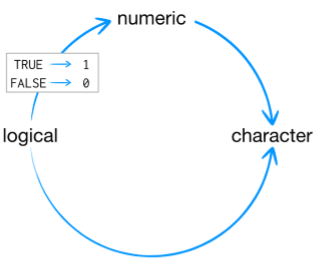 numeric
TRUE → 1
FALSE → 0
logical
character